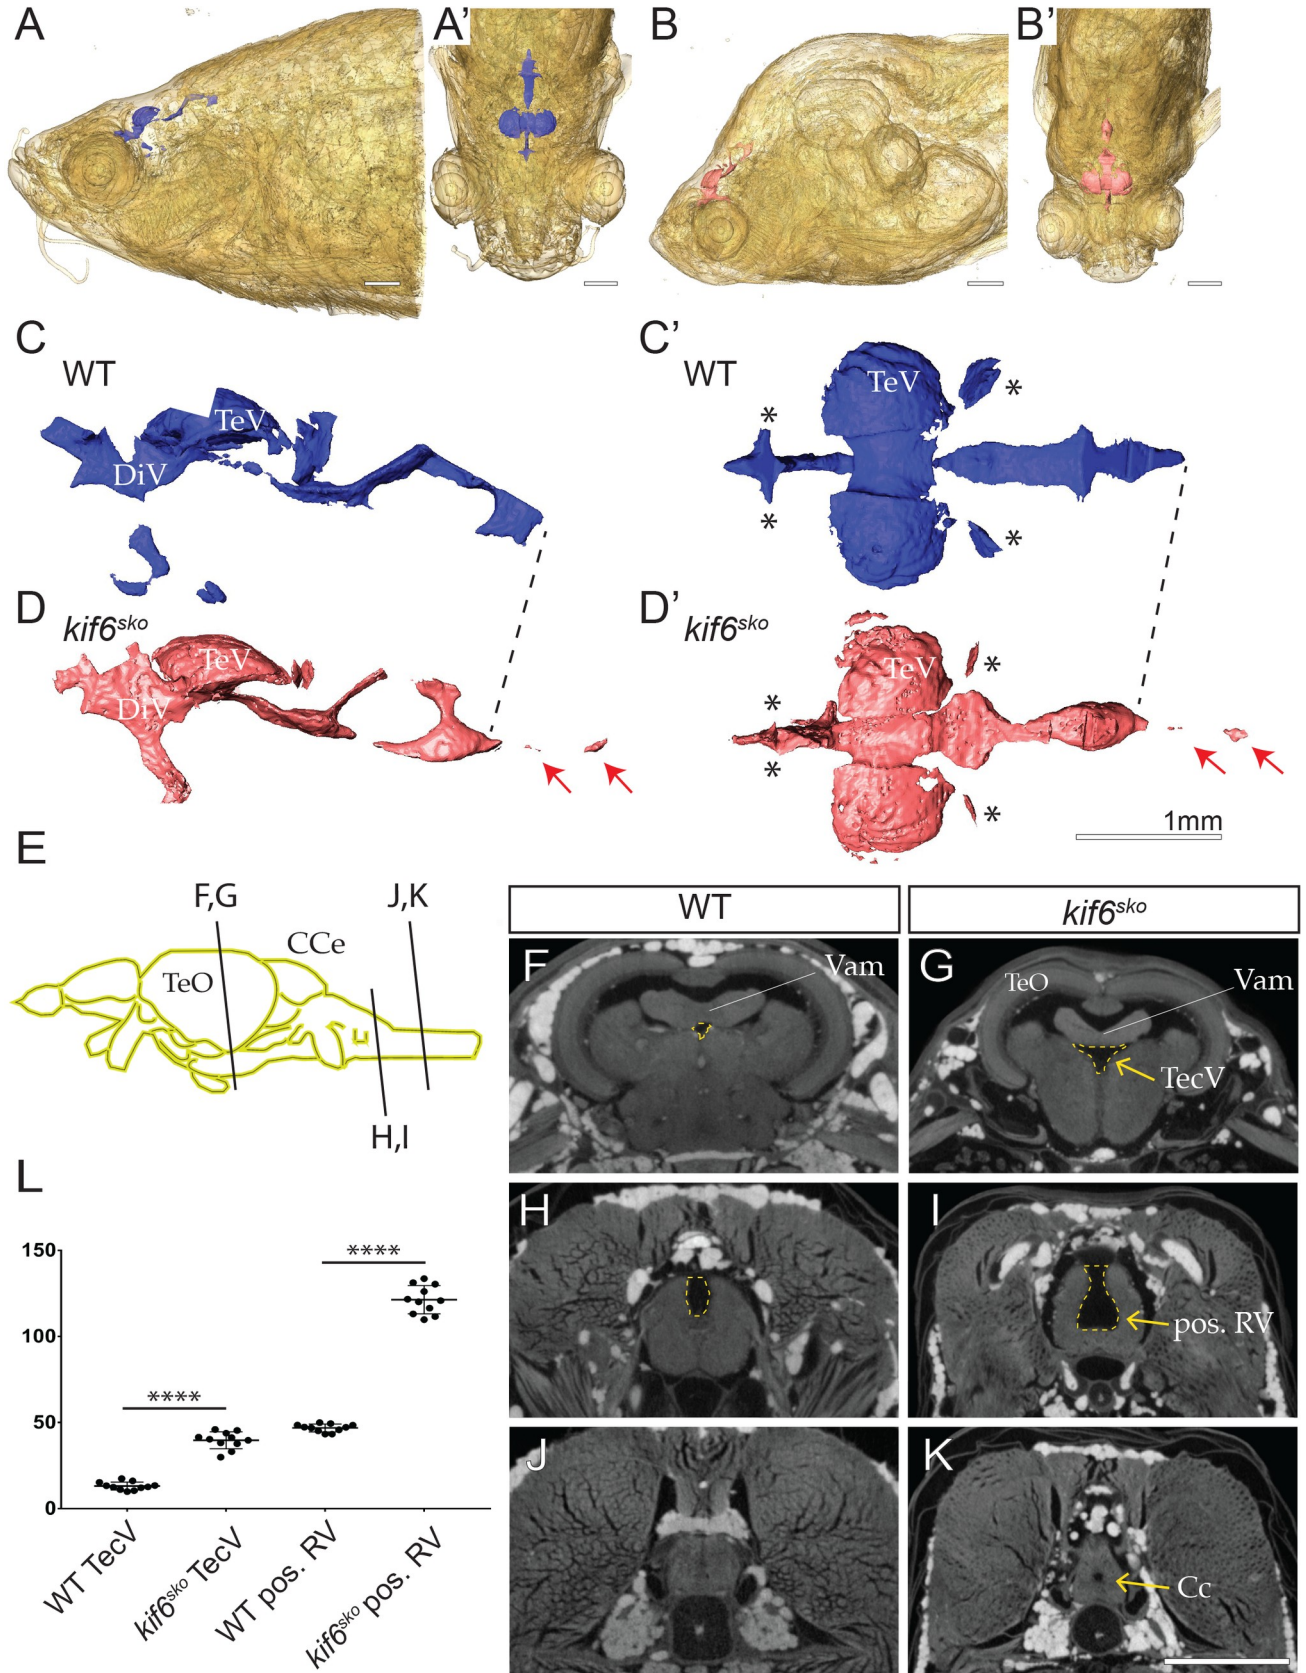 A
A'
B
B'
C
WT
TeV
DiV
C'
WT
TeV
*
*
*
*
D
kif6sko
TeV
DiV
D'
kif6sko
TeV
*
*
*
*
1mm
E
F,G
J,K
CCe
TeO
H,I
WT
kif6sko
F
Vam
G
TeO
Vam
TecV
H
I
pos. RV
J
K
Cc
L
150
100
50
0
****
****
WT TecV
kif6sko TecV
WT pos. RV
kif6sko pos. RV